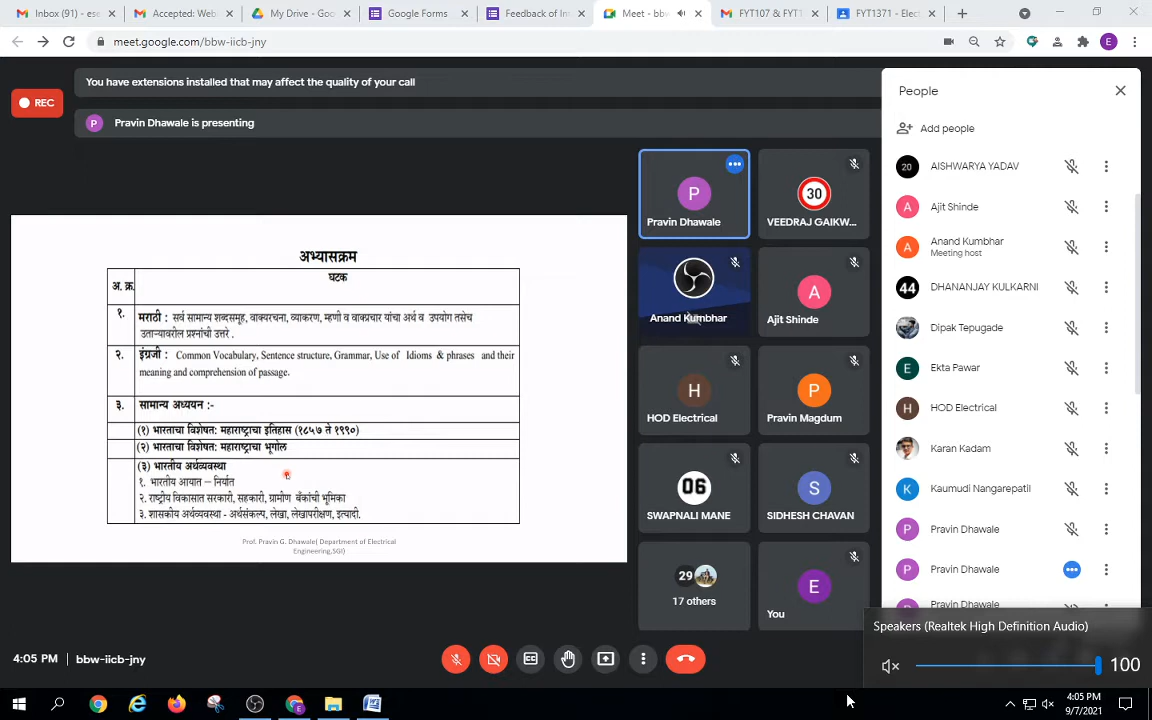 Inbox (91) - ese
Accepted: Web
My Drive - Goo
Google Forms
Feedback of In
Meet - bbw
FYT107 & FYT1
FYT1371 - Elect
meet.google.com/bbw-iicb-jny
E
You have extensions installed that may affect the quality of your call
REC
P Pravin Dhawale is presenting
अभ्यासक्रम
अ. क्र. घटक
१. मराठी : सर्व सामान्य शब्दसमूह, वाक्यरचना, व्याकरण, म्हणी व वाक्प्रचार यांचा अर्थ व उपयोग तसेच
उताऱ्यावरील प्रश्नांची उत्तरे .
२. इंग्रजी : Common Vocabulary, Sentence structure, Grammar, Use of Idioms & phrases and their
meaning and comprehension of passage.
३. सामान्य अध्ययन :-
(१) भारताचा विशेषत: महाराष्ट्राचा इतिहास (१८५७ ते १९९०)
(२) भारताचा विशेषत: महाराष्ट्राचा भूगोल
(३) भारतीय अर्थव्यवस्था
१. भारतीय आयात – निर्यात
२. राष्ट्रीय विकासात सरकारी, सहकारी, ग्रामीण बँकांची भूमिका
३. शासकीय अर्थव्यवस्था - अर्थसंकल्प, लेखा, लेखापरीक्षण, इत्यादी.
Prof. Pravin G. Dhawale( Department of Electrical
Engineering,SGI)
P
Pravin Dhawale
30
VEEDRAJ GAIKW...
Anand Kumbhar
A
Ajit Shinde
H
HOD Electrical
P
Pravin Magdum
06
SWAPNALI MANE
S
SIDHESH CHAVAN
29
17 others
E
You
People
Add people
20 AISHWARYA YADAV
A Ajit Shinde
A Anand Kumbhar
Meeting host
44 DHANANJAY KULKARNI
Dipak Tepugade
Ekta Pawar
H HOD Electrical
Karan Kadam
K Kaumudi Nangarepatil
P Pravin Dhawale
P Pravin Dhawale
Pravin Dhawale
Speakers (Realtek High Definition Audio)
100
4:05 PM | bbw-iicb-jny
4:05 PM
9/7/2021